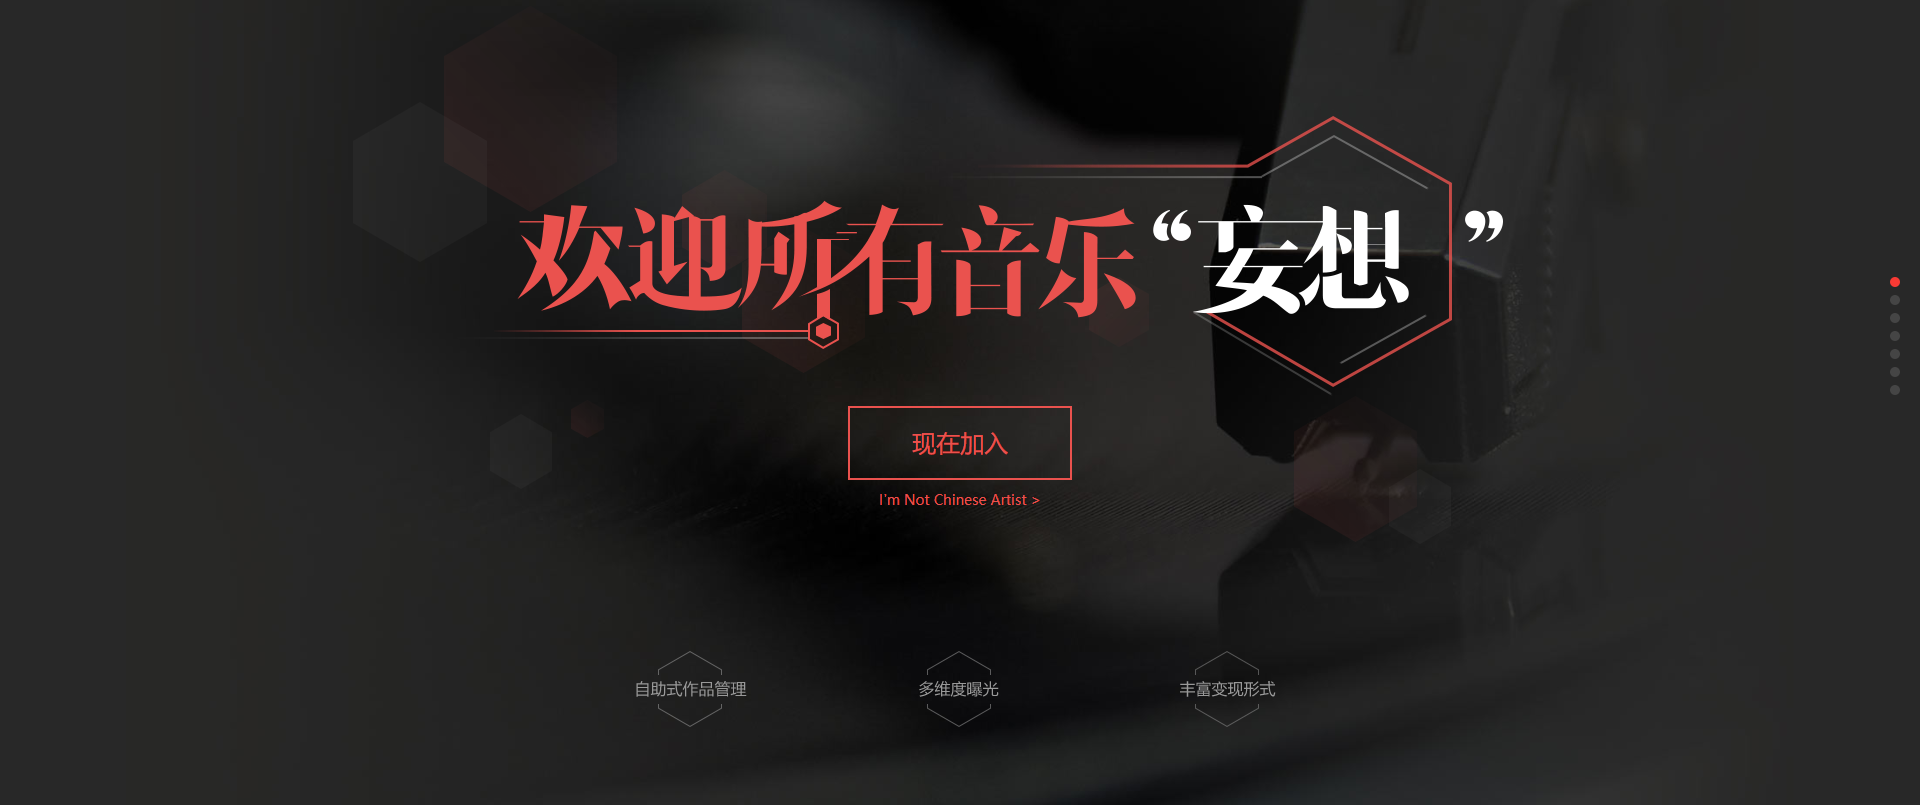 欢迎所有音乐“妄想”
现在加入
I'm Not Chinese Artist >
自助式作品管理
多维度曝光
丰富变现形式